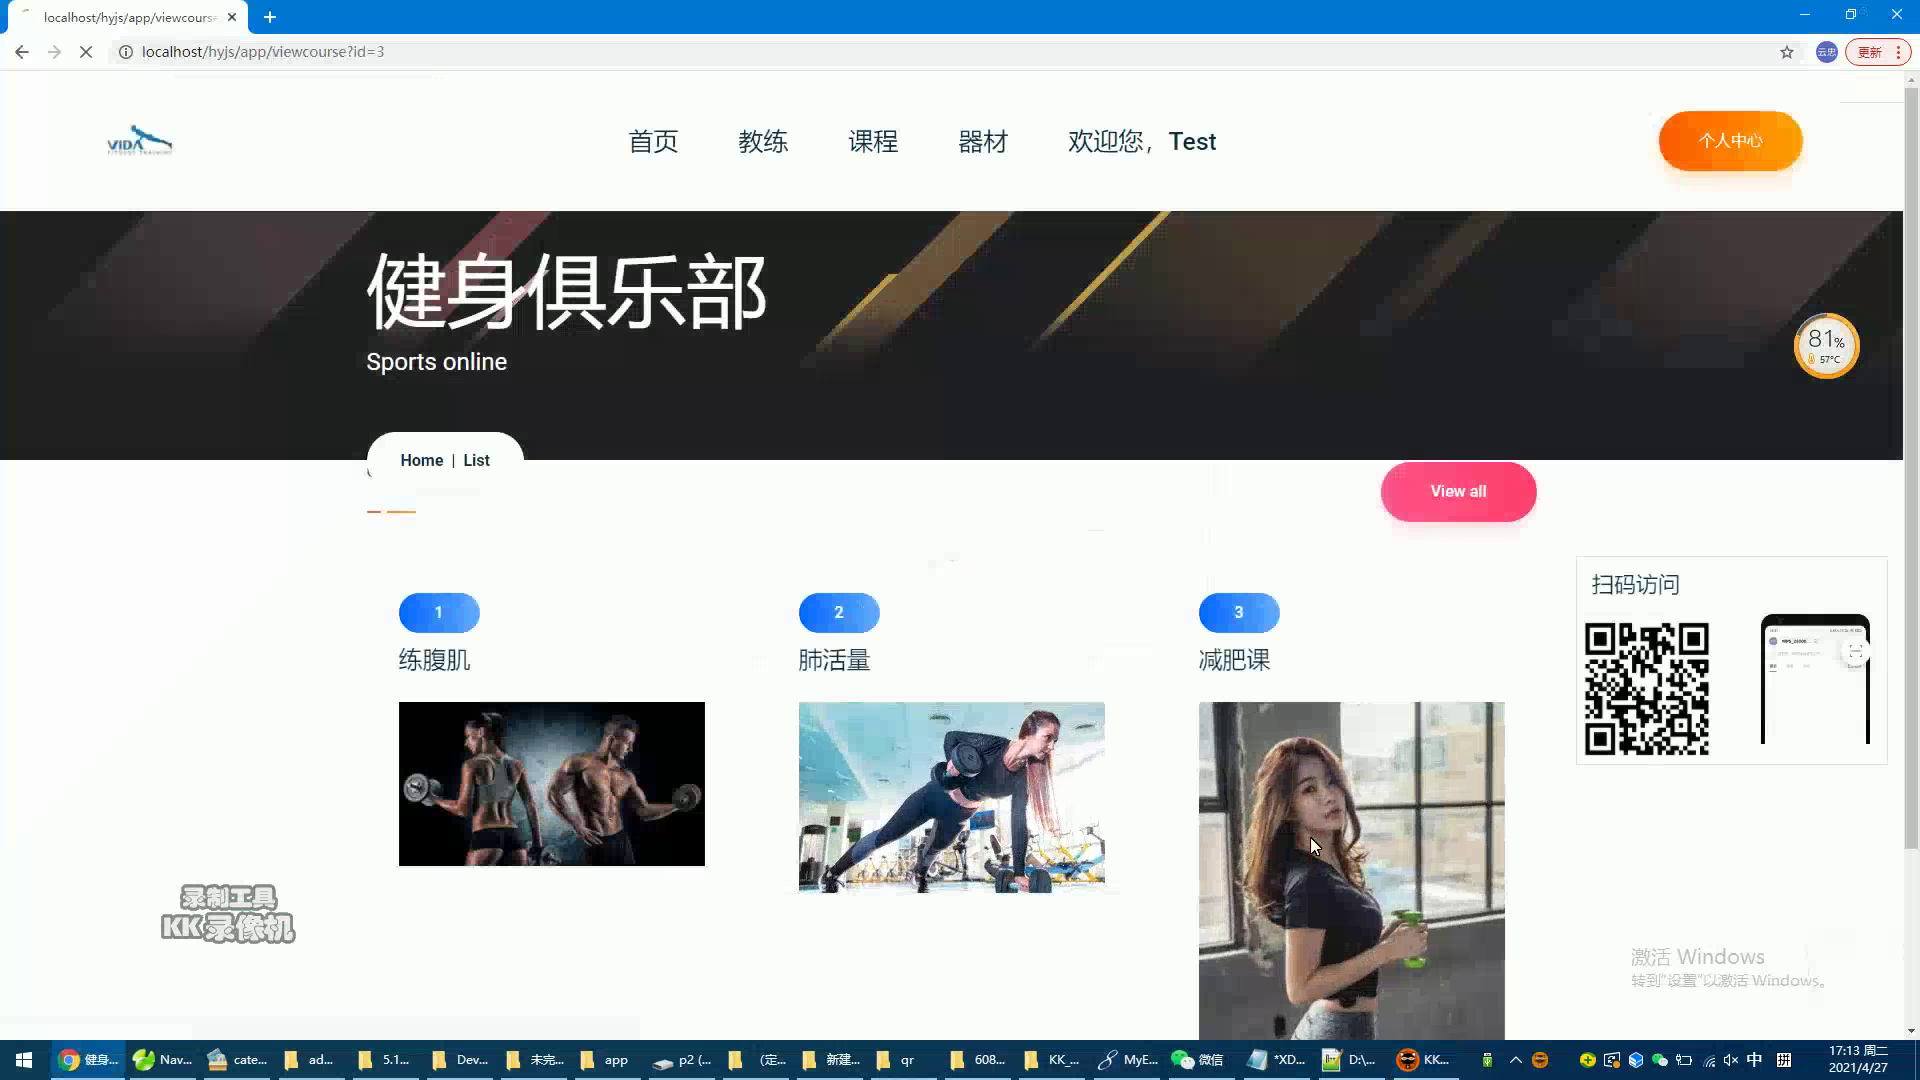 localhost/hyjs/app/viewcourse
localhost/hyjs/app/viewcourse?id=3
云忠
更新
VIDA
首页 教练 课程 器材 欢迎您，Test
个人中心
健身俱乐部
Sports online
81%
57°C
Home | List
View all
1
练腹肌
2
肺活量
3
减肥课
扫码访问
录制工具
KK录像机
激活 Windows
转到"设置"以激活 Windows。
健身... Nav... cate... ad... 5.1... Dev... 未完... app p2 (... (定... 新建... qr 608... KK_... MyE... 微信 *XD... D:\... KK...
中
拼
17:13 周二
2021/4/27